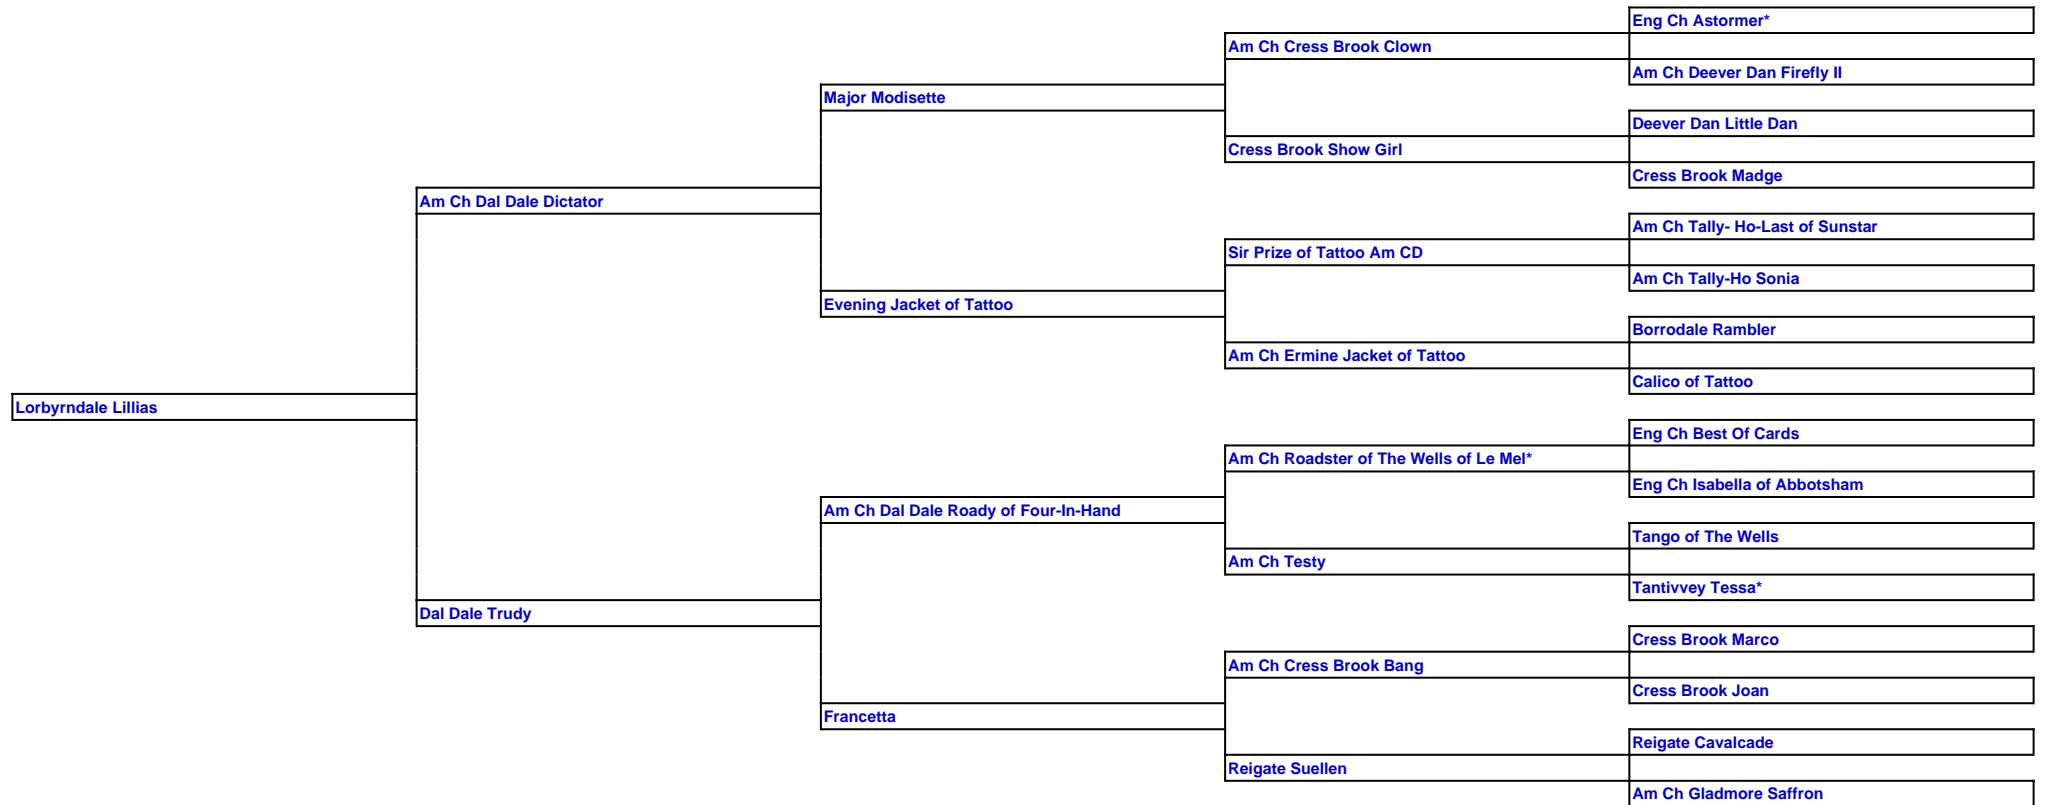 Eng Ch Astormer*
Am Ch Cress Brook Clown
Am Ch Deever Dan Firefly II
Major Modisette
Deever Dan Little Dan
Cress Brook Show Girl
Cress Brook Madge
Am Ch Dal Dale Dictator
Am Ch Tally- Ho-Last of Sunstar
Sir Prize of Tattoo Am CD
Am Ch Tally-Ho Sonia
Evening Jacket of Tattoo
Borrodale Rambler
Am Ch Ermine Jacket of Tattoo
Calico of Tattoo
Lorbyrndale Lillias
Eng Ch Best Of Cards
Am Ch Roadster of The Wells of Le Mel*
Eng Ch Isabella of Abbotsham
Am Ch Dal Dale Roady of Four-In-Hand
Tango of The Wells
Am Ch Testy
Tantivvey Tessa*
Dal Dale Trudy
Cress Brook Marco
Am Ch Cress Brook Bang
Cress Brook Joan
Francetta
Reigate Cavalcade
Reigate Suellen
Am Ch Gladmore Saffron